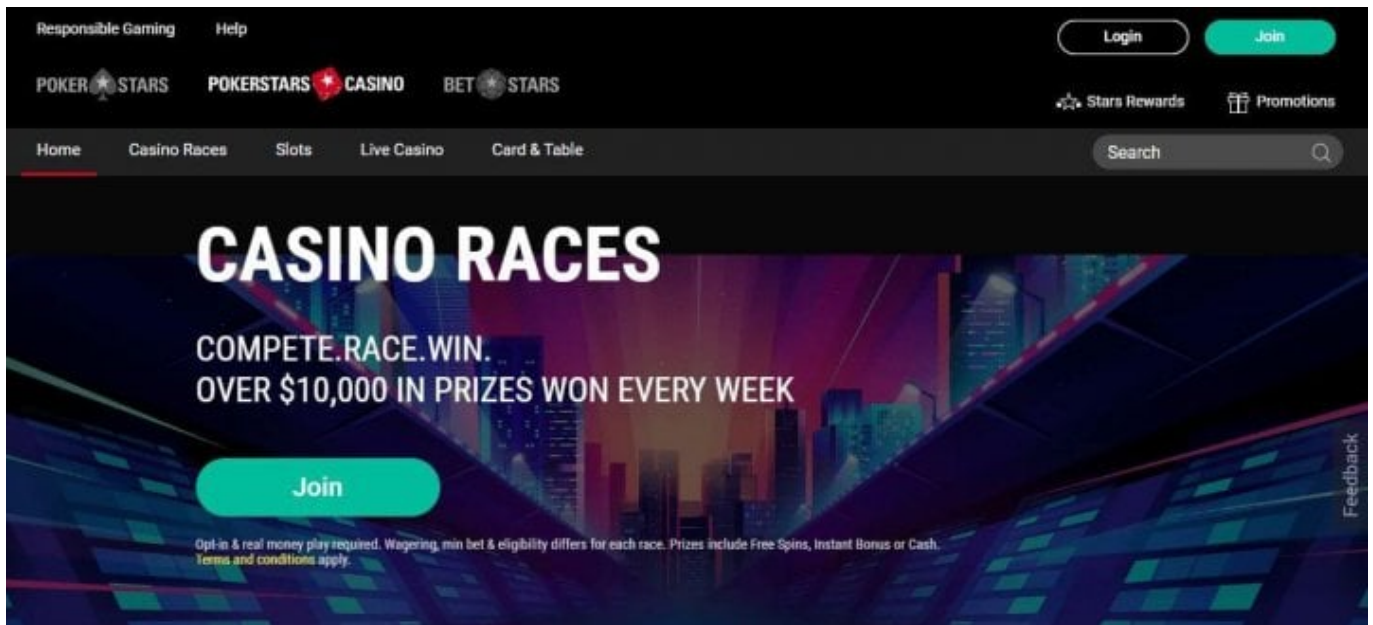 Responsible Gaming Help
Login Join
POKER STARS POKERSTARS CASINO BET STARS
Stars Rewards Promotions
Home Casino Races Slots Live Casino Card & Table
Search
CASINO RACES
COMPETE.RACE.WIN.
OVER $10,000 IN PRIZES WON EVERY WEEK
Join
Feedback
Opt-in & real money play required. Wagering, min bet & eligibility differs for each race. Prizes include Free Spins, Instant Bonus or Cash.
Terms and conditions apply.